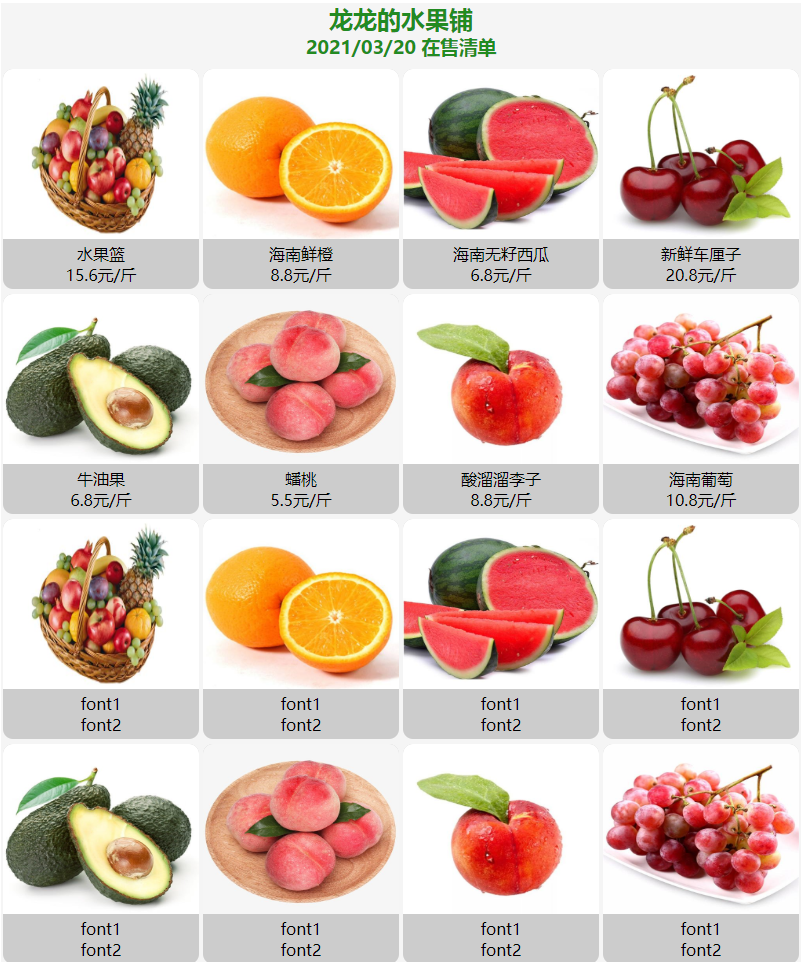 龙龙的水果铺
2021/03/20 在售清单
水果篮
15.6元/斤
海南鲜橙
8.8元/斤
海南无籽西瓜
6.8元/斤
新鲜车厘子
20.8元/斤
牛油果
6.8元/斤
蟠桃
5.5元/斤
酸溜溜李子
8.8元/斤
海南葡萄
10.8元/斤
font1
font2
font1
font2
font1
font2
font1
font2
font1
font2
font1
font2
font1
font2
font1
font2